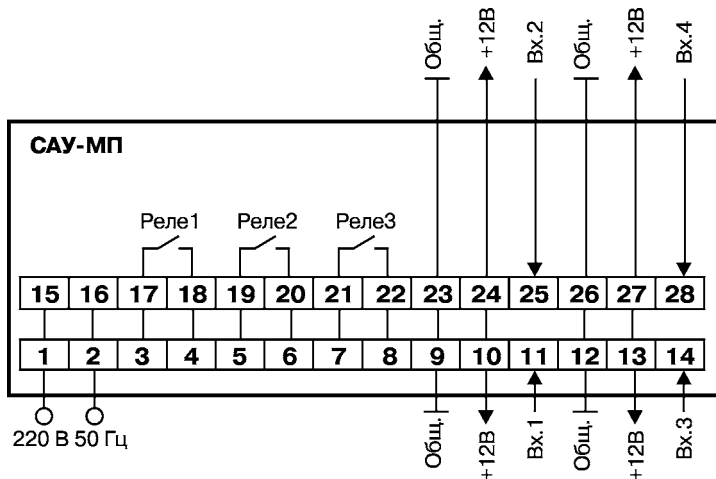 Общ. +12В Вх.2 Общ. +12В Вх.4
САУ-МП
Реле1 Реле2 Реле3
15 16 17 18 19 20 21 22 23 24 25 26 27 28
1 2 3 4 5 6 7 8 9 10 11 12 13 14
220 В 50 Гц
Общ. +12В Вх.1 Общ. +12В Вх.3